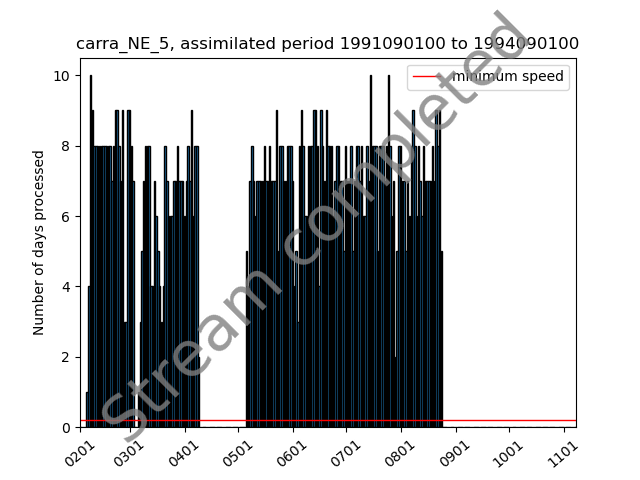 carra_NE_5, assimilated period 1991090100 to 1994090100
minimum speed
Stream completed
Number of days processed
10
8
6
4
2
0
0201 0301 0401 0501 0601 0701 0801 0901 1001 1101